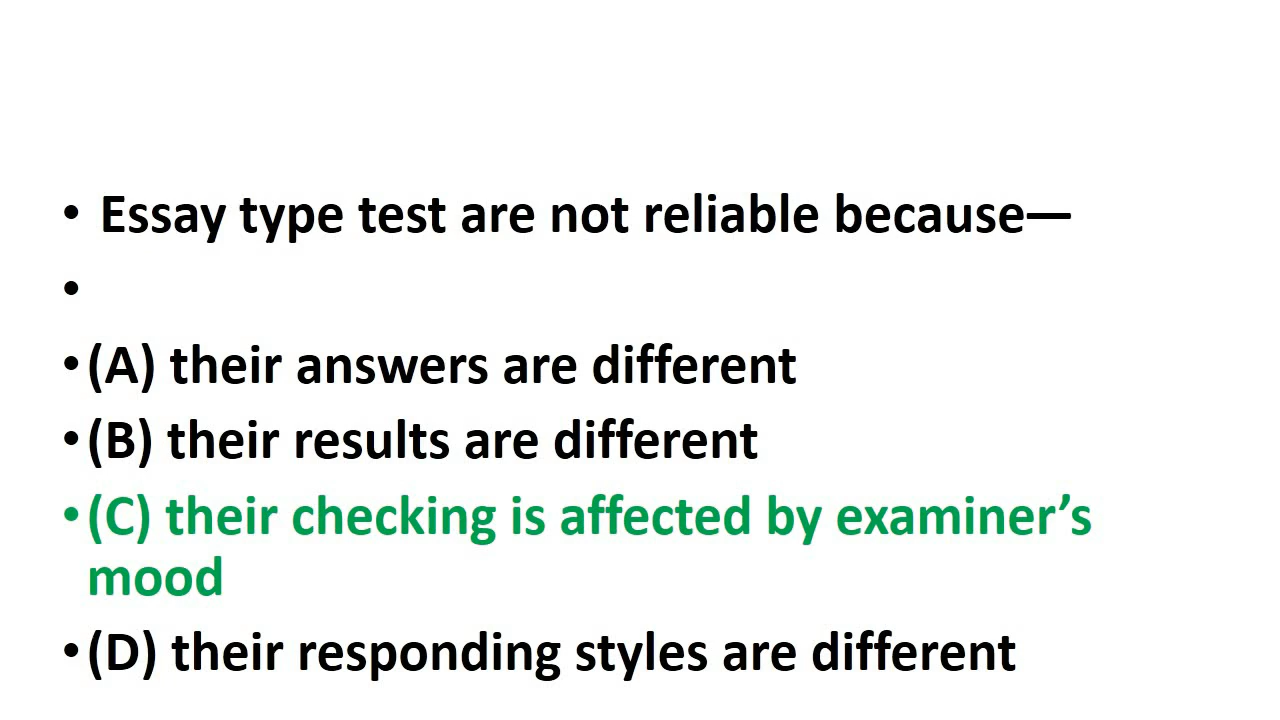 • Essay type test are not reliable because—
•
• (A) their answers are different
• (B) their results are different
• (C) their checking is affected by examiner’s
mood
• (D) their responding styles are different